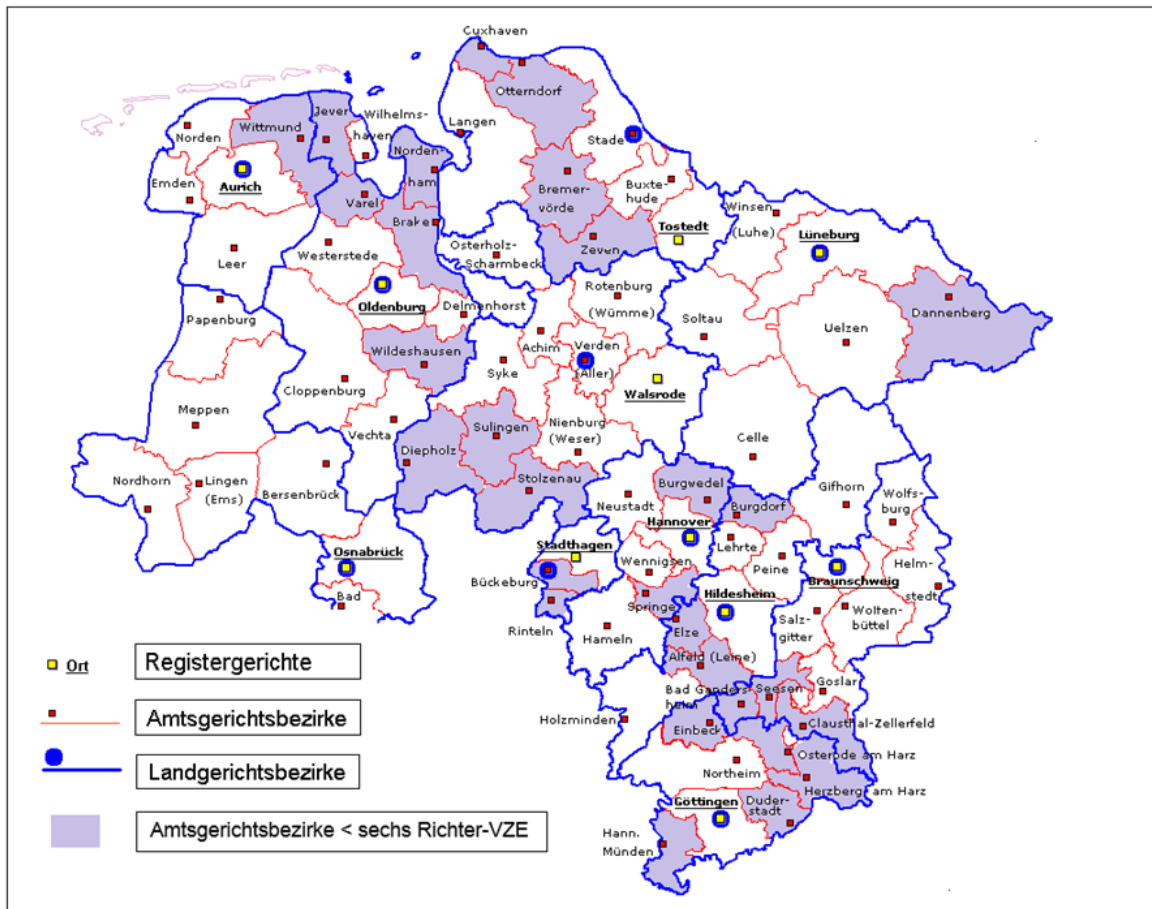 Cuxhaven
Otterndorf
Jever
Wilhelms-
haven
Langen
Wittmund
Norden
Norden-
ham
Stade
Emden
Aurich
Bremer-
vörde
Buxte-
hude
Varel
Winsen
(Luhe)
Brake
Tostedt
Lüneburg
Osterholz-
Scharmbeck
Zeven
Westerstede
Leer
Rotenburg
(Wümme)
Oldenburg
Delmenhorst
Papenburg
Soltau
Dannenberg
Uelzen
Achim
Verden
(Aller)
Wildeshausen
Syke
Cloppenburg
Walsrode
Meppen
Vechta
Sulingen
Nienburg
(Weser)
Celle
Diepholz
Nordhorn
Lingen
(Ems)
Bersenbrück
Stolzenau
Burgwedel
Neustadt
Burgdorf
Gifhorn
Wolfs-
burg
Hannover
Stadthagen
Lehrte
Osnabrück
Wennigsen
Peine
Braunschweig
Helm-
stedt
Bückeburg
Bad
Springe
Hildesheim
Salz-
gitter
Wolfen-
büttel
Rinteln
Hameln
Elze
Alfeld (Leine)
Goslar
Bad Ganders-
heim
Seesen
Holzminden
Einbeck
Clausthal-Zellerfeld
Osterode am Harz
Northeim
Herzberg am Harz
Göttingen
Duder-
stadt
Hann.
Münden
Ort
Registergerichte
Amtsgerichtsbezirke
Landgerichtsbezirke
Amtsgerichtsbezirke < sechs Richter-VZE